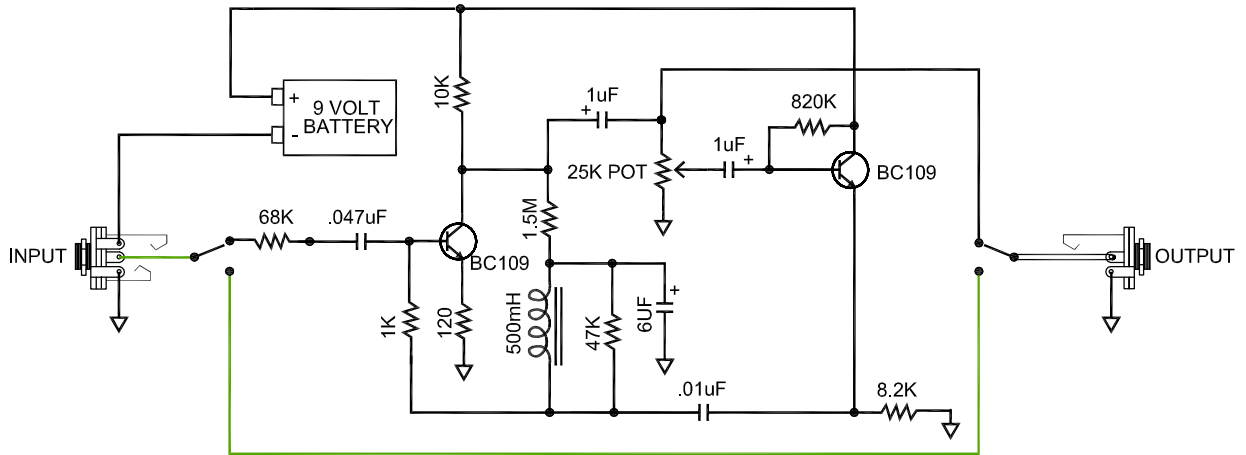 +
9 VOLT
BATTERY
-
10K
1uF
+
820K
1uF
+
25K POT
BC109
1.5M
68K
.047uF
INPUT
BC109
OUTPUT
+
1K
120
500mH
47K
6UF
.01uF
8.2K